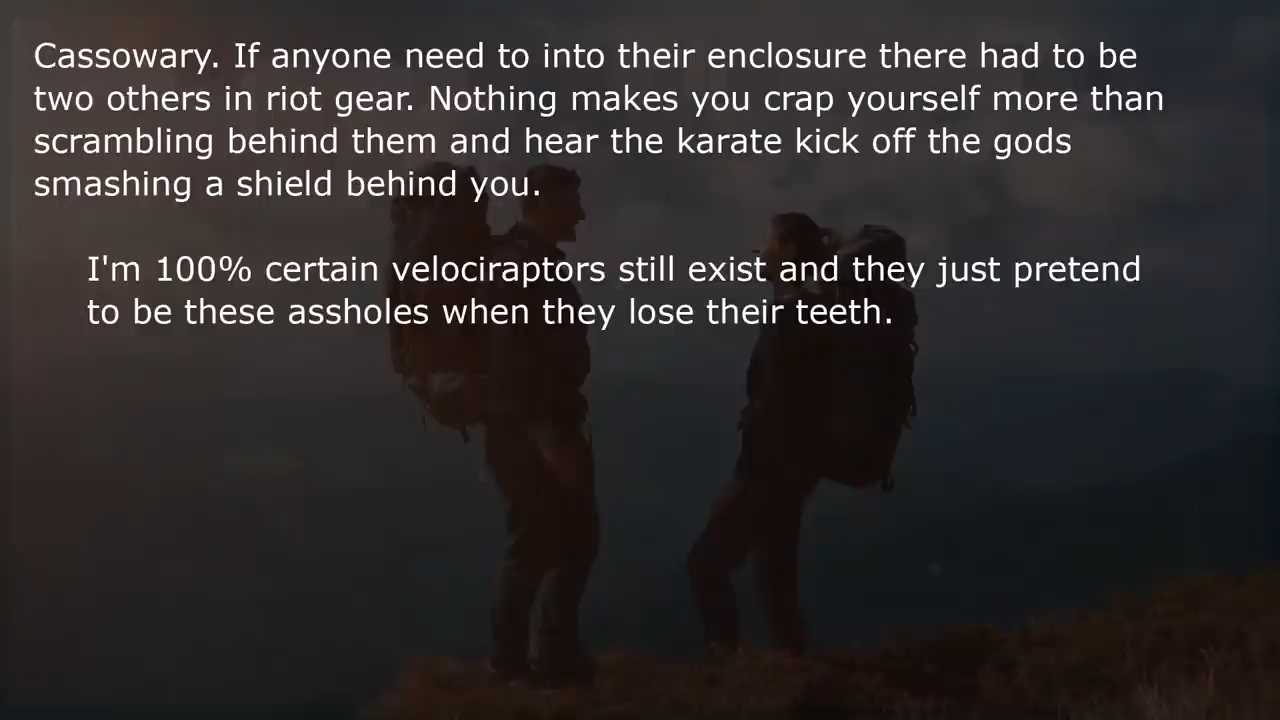 Cassowary. If anyone need to into their enclosure there had to be
two others in riot gear. Nothing makes you crap yourself more than
scrambling behind them and hear the karate kick off the gods
smashing a shield behind you.
I'm 100% certain velociraptors still exist and they just pretend
to be these assholes when they lose their teeth.